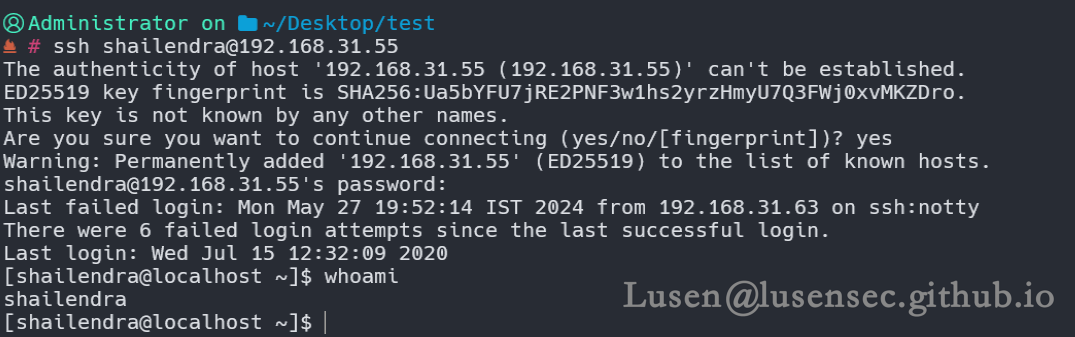 Administrator on ~/Desktop/test
# ssh shailendra@192.168.31.55
The authenticity of host '192.168.31.55 (192.168.31.55)' can't be established.
ED25519 key fingerprint is SHA256:Ua5bYFU7jRE2PNF3w1hs2yrzHmyU7Q3FWj0xvMKZDro.
This key is not known by any other names.
Are you sure you want to continue connecting (yes/no/[fingerprint])? yes
Warning: Permanently added '192.168.31.55' (ED25519) to the list of known hosts.
shailendra@192.168.31.55's password:
Last failed login: Mon May 27 19:52:14 IST 2024 from 192.168.31.63 on ssh:notty
There were 6 failed login attempts since the last successful login.
Last login: Wed Jul 15 12:32:09 2020
[shailendra@localhost ~]$ whoami
shailendra
[shailendra@localhost ~]$
Lusen@lusensec.github.io